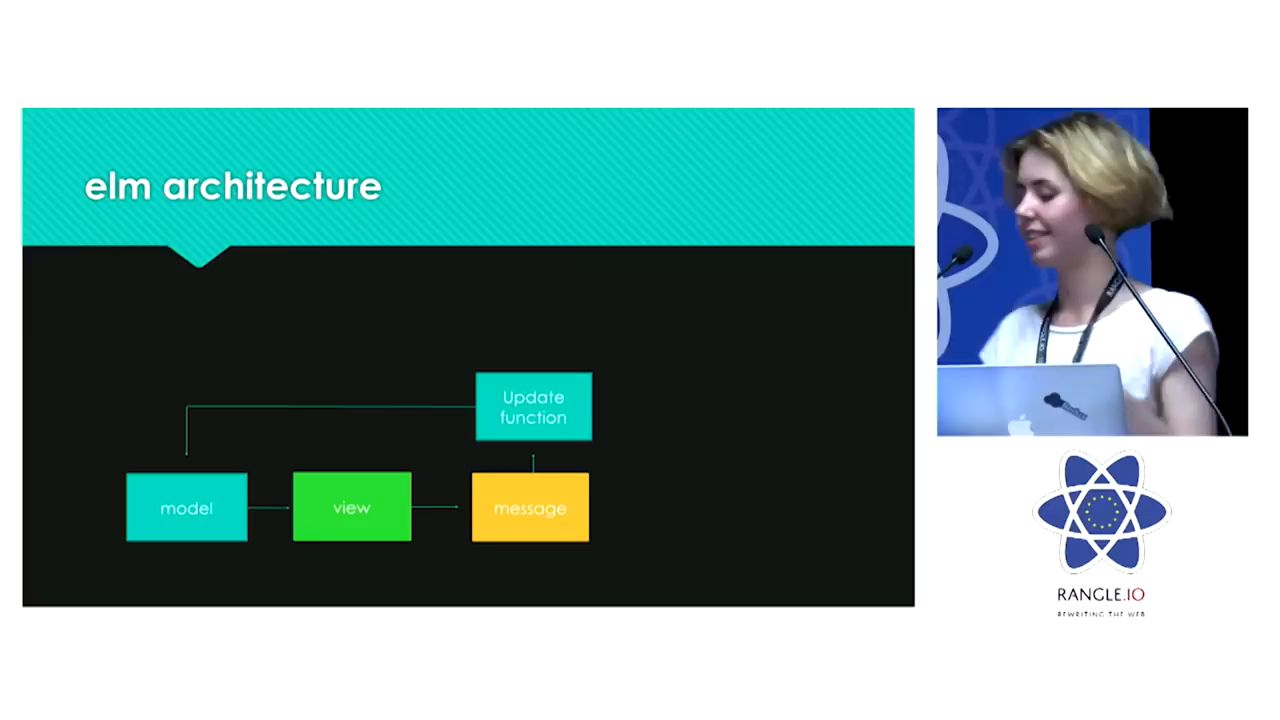 elm architecture
Update
function
model
view
message
RANGLE.IO
REWRITING THE WEB